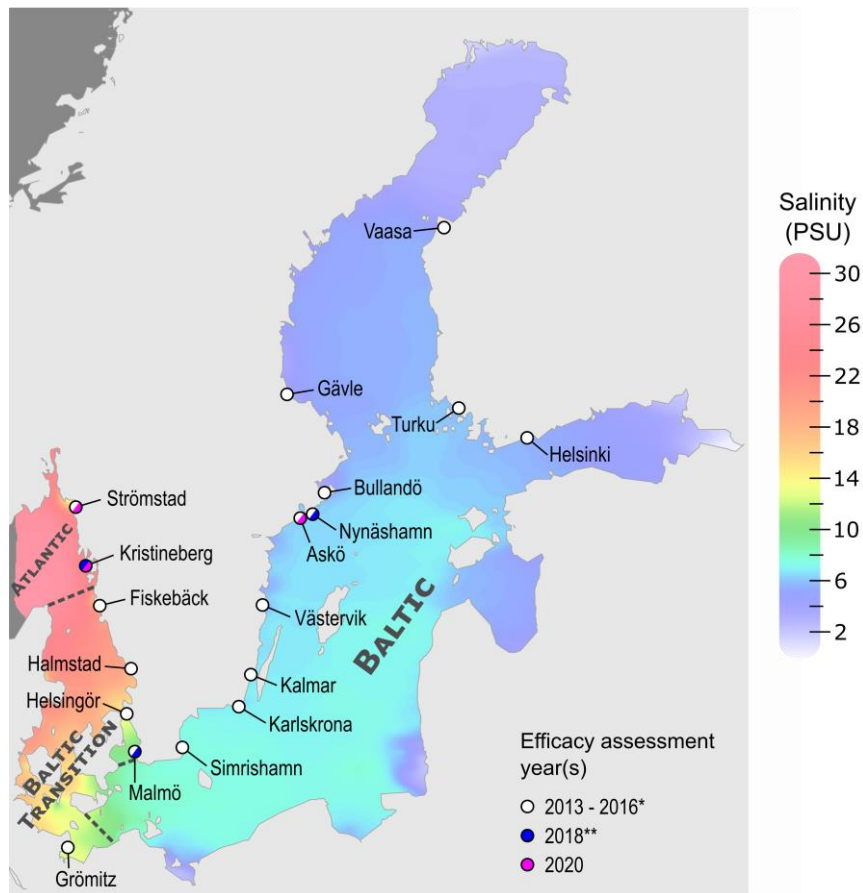 Salinity
(PSU)
30
26
22
18
14
10
6
2
Vaasa
Gävle
Turku
Helsinki
Bullandö
Strömstad
Nynäshamn
Askö
ATLANTIC
Kristineberg
Fiskebäck
Västervik
BALTIC
Halmstad
Kalmar
Helsingör
Karlskrona
BALTIC
TRANSITION
Simrishamn
Malmö
Grömitz
Efficacy assessment
year(s)
2013 - 2016*
2018**
2020